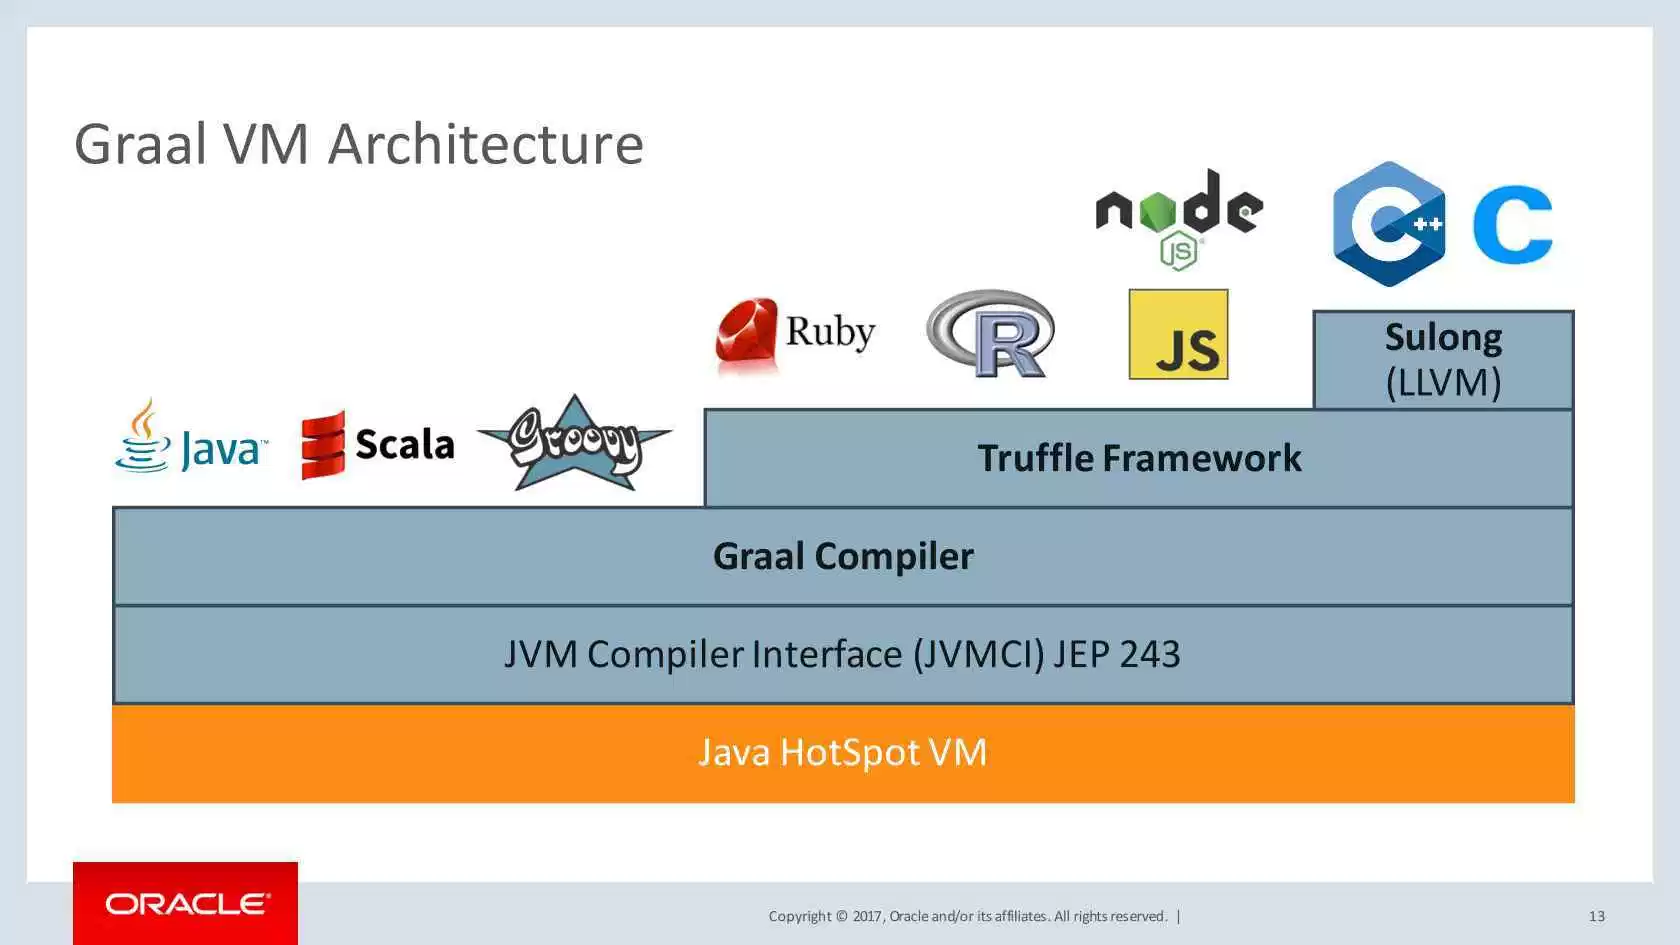 Graal VM Architecture
node
JS
C++
C
Ruby
R
JS
Sulong
(LLVM)
Java™
Scala
Groovy
Truffle Framework
Graal Compiler
JVM Compiler Interface (JVMCI) JEP 243
Java HotSpot VM
ORACLE®
Copyright © 2017, Oracle and/or its affiliates. All rights reserved. |
13